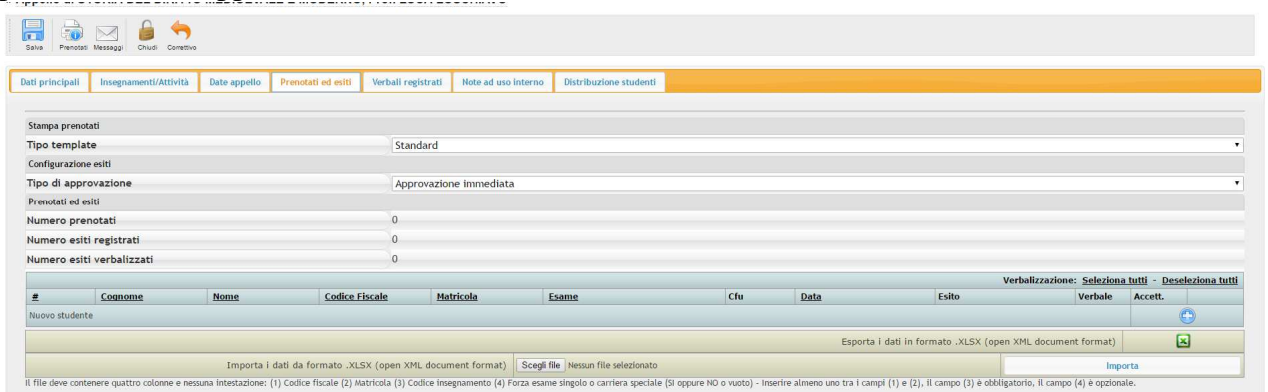 Salva Prenotati Messaggi Chiudi Correttivo
Dati principali Insegnamenti/Attività Date appello Prenotati ed esiti Verbali registrati Note ad uso interno Distribuzione studenti
Stampa prenotati
Tipo template Standard
Configurazione esiti
Tipo di approvazione Approvazione immediata
Prenotati ed esiti
Numero prenotati 0
Numero esiti registrati 0
Numero esiti verbalizzati 0
Verbalizzazione: Seleziona tutti - Deseleziona tutti
# Cognome Nome Codice Fiscale Matricola Esame Cfu Data Esito Verbale Accett.
Nuovo studente
Esporta i dati in formato .XLSX (open XML document format)
Importa i dati da formato .XLSX (open XML document format) Scegli file Nessun file selezionato Importa
Il file deve contenere quattro colonne e nessuna intestazione: (1) Codice fiscale (2) Matricola (3) Codice insegnamento (4) Forza esame singolo o carriera speciale (SI oppure NO o vuoto) - Inserire almeno uno tra i campi (1) e (2), il campo (3) è obbligatorio, il campo (4) è opzionale.